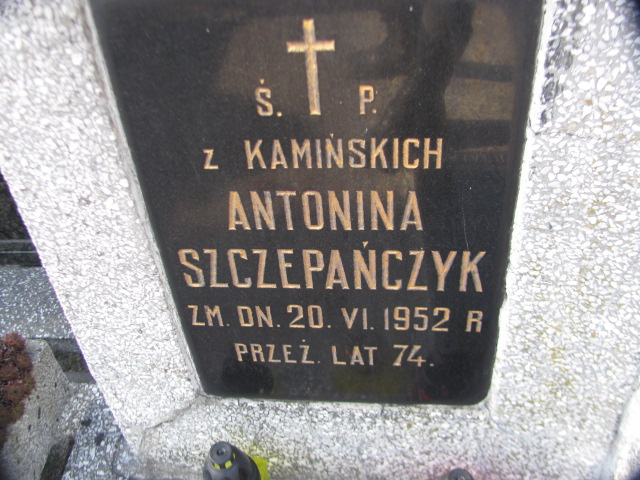 Ś. P.
z KAMIŃSKICH
ANTONINA
SZCZEPAŃCZYK
ZM. DN. 20. VI. 1952 R
PRZEŻ. LAT 74.